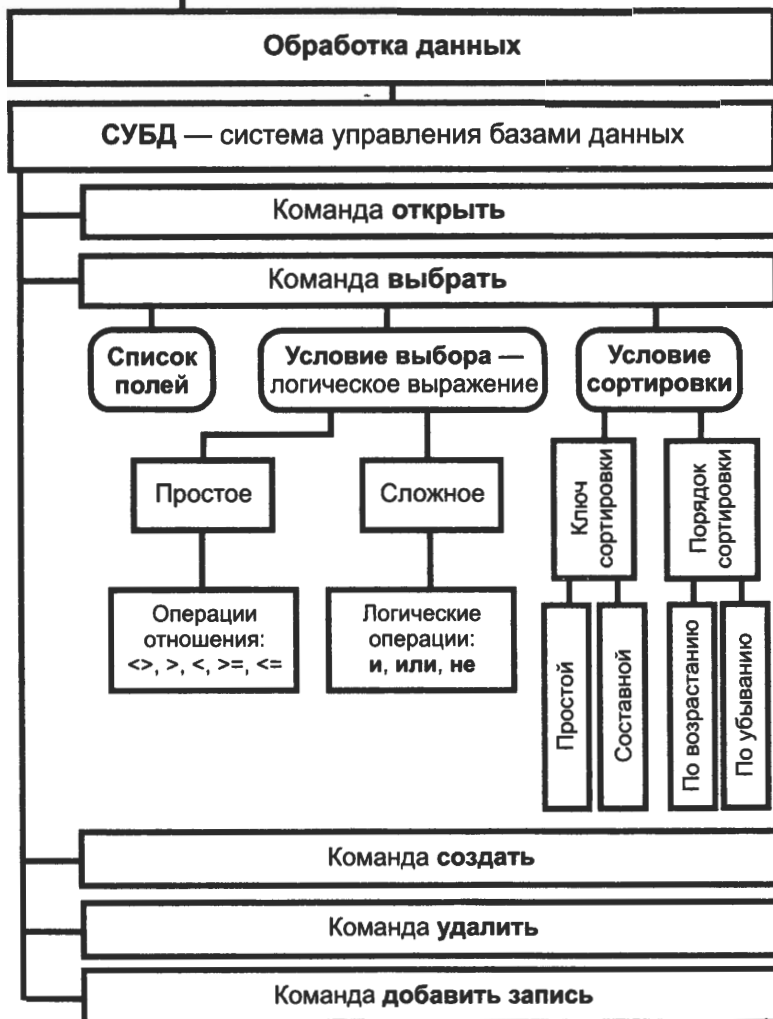 Обработка данных
СУБД — система управления базами данных
Команда открыть
Команда выбрать
Список
полей
Условие выбора —
логическое выражение
Условие
сортировки
Простое
Сложное
Ключ
сортировки
Порядок
сортировки
Операции
отношения:
<>, >, <, >=, <=
Логические
операции:
и, или, не
Простой
Составной
По возрастанию
По убыванию
Команда создать
Команда удалить
Команда добавить запись